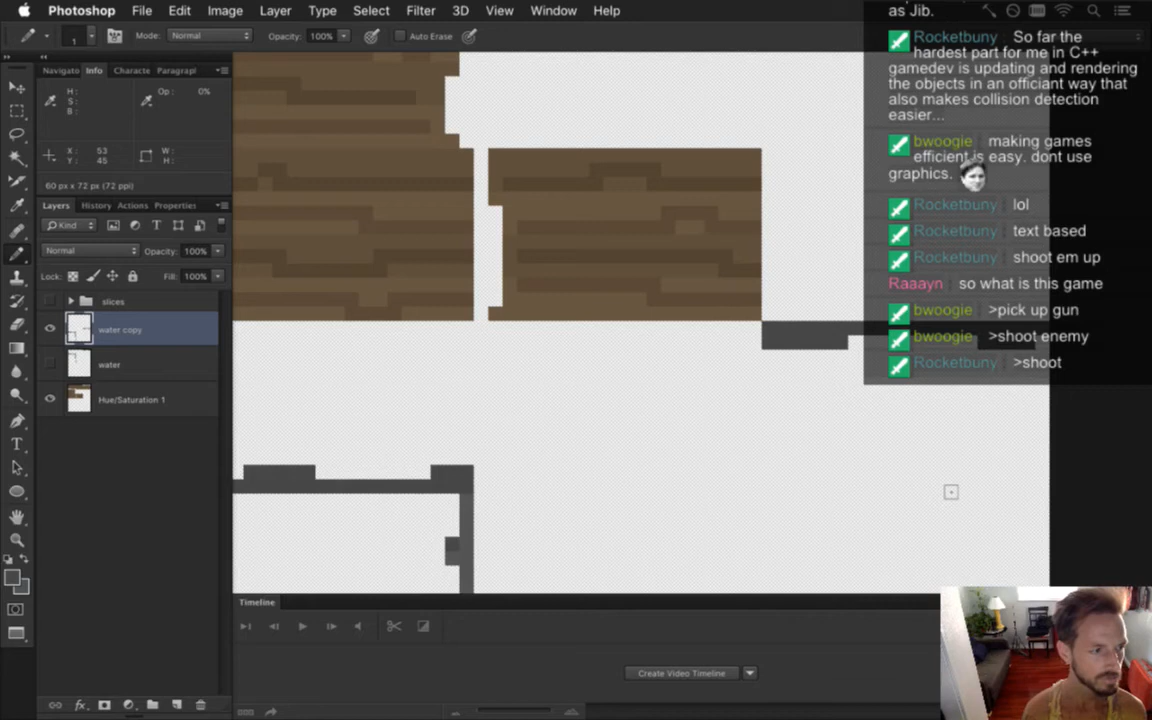 Photoshop File Edit Image Layer Type Select Filter 3D View Window Help
1 Mode: Normal Opacity: 100% Auto Erase
Navigato Info Characte Paragrapl
H: Op: 0%
S:
B:
X: 53 W:
Y: 45 H:
60 px x 72 px (72 ppi)
Layers History Actions Properties
Kind
Normal Opacity: 100%
Lock: Fill: 100%
slices
water copy
water
Hue/Saturation 1
Timeline
Create Video Timeline
as Jib.
Rocketbuny : So far the
hardest part for me in C++
gamedev is updating and rendering
the objects in an officiant way that
also makes collision detection
easier...
bwoogie : making games
efficient is easy. dont use
graphics.
Rocketbuny : lol
Rocketbuny : text based
Rocketbuny : shoot em up
Raaayn : so what is this game
bwoogie : >pick up gun
bwoogie : >shoot enemy
Rocketbuny : >shoot